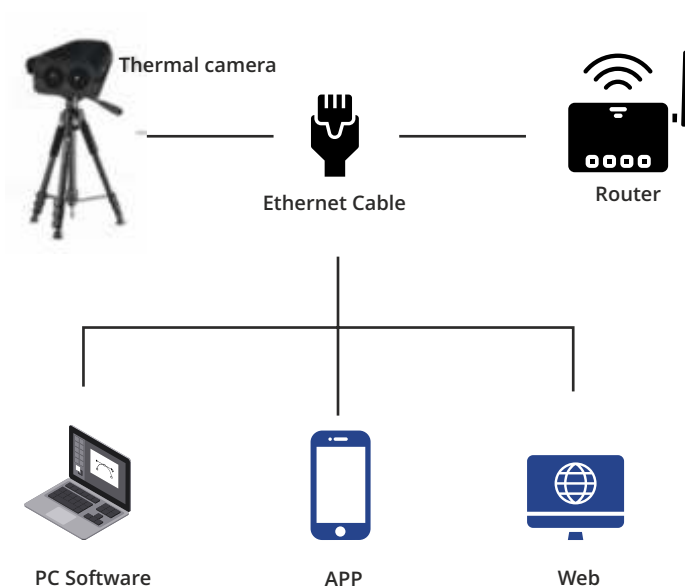 Thermal camera
Ethernet Cable
Router
PC Software
APP
Web